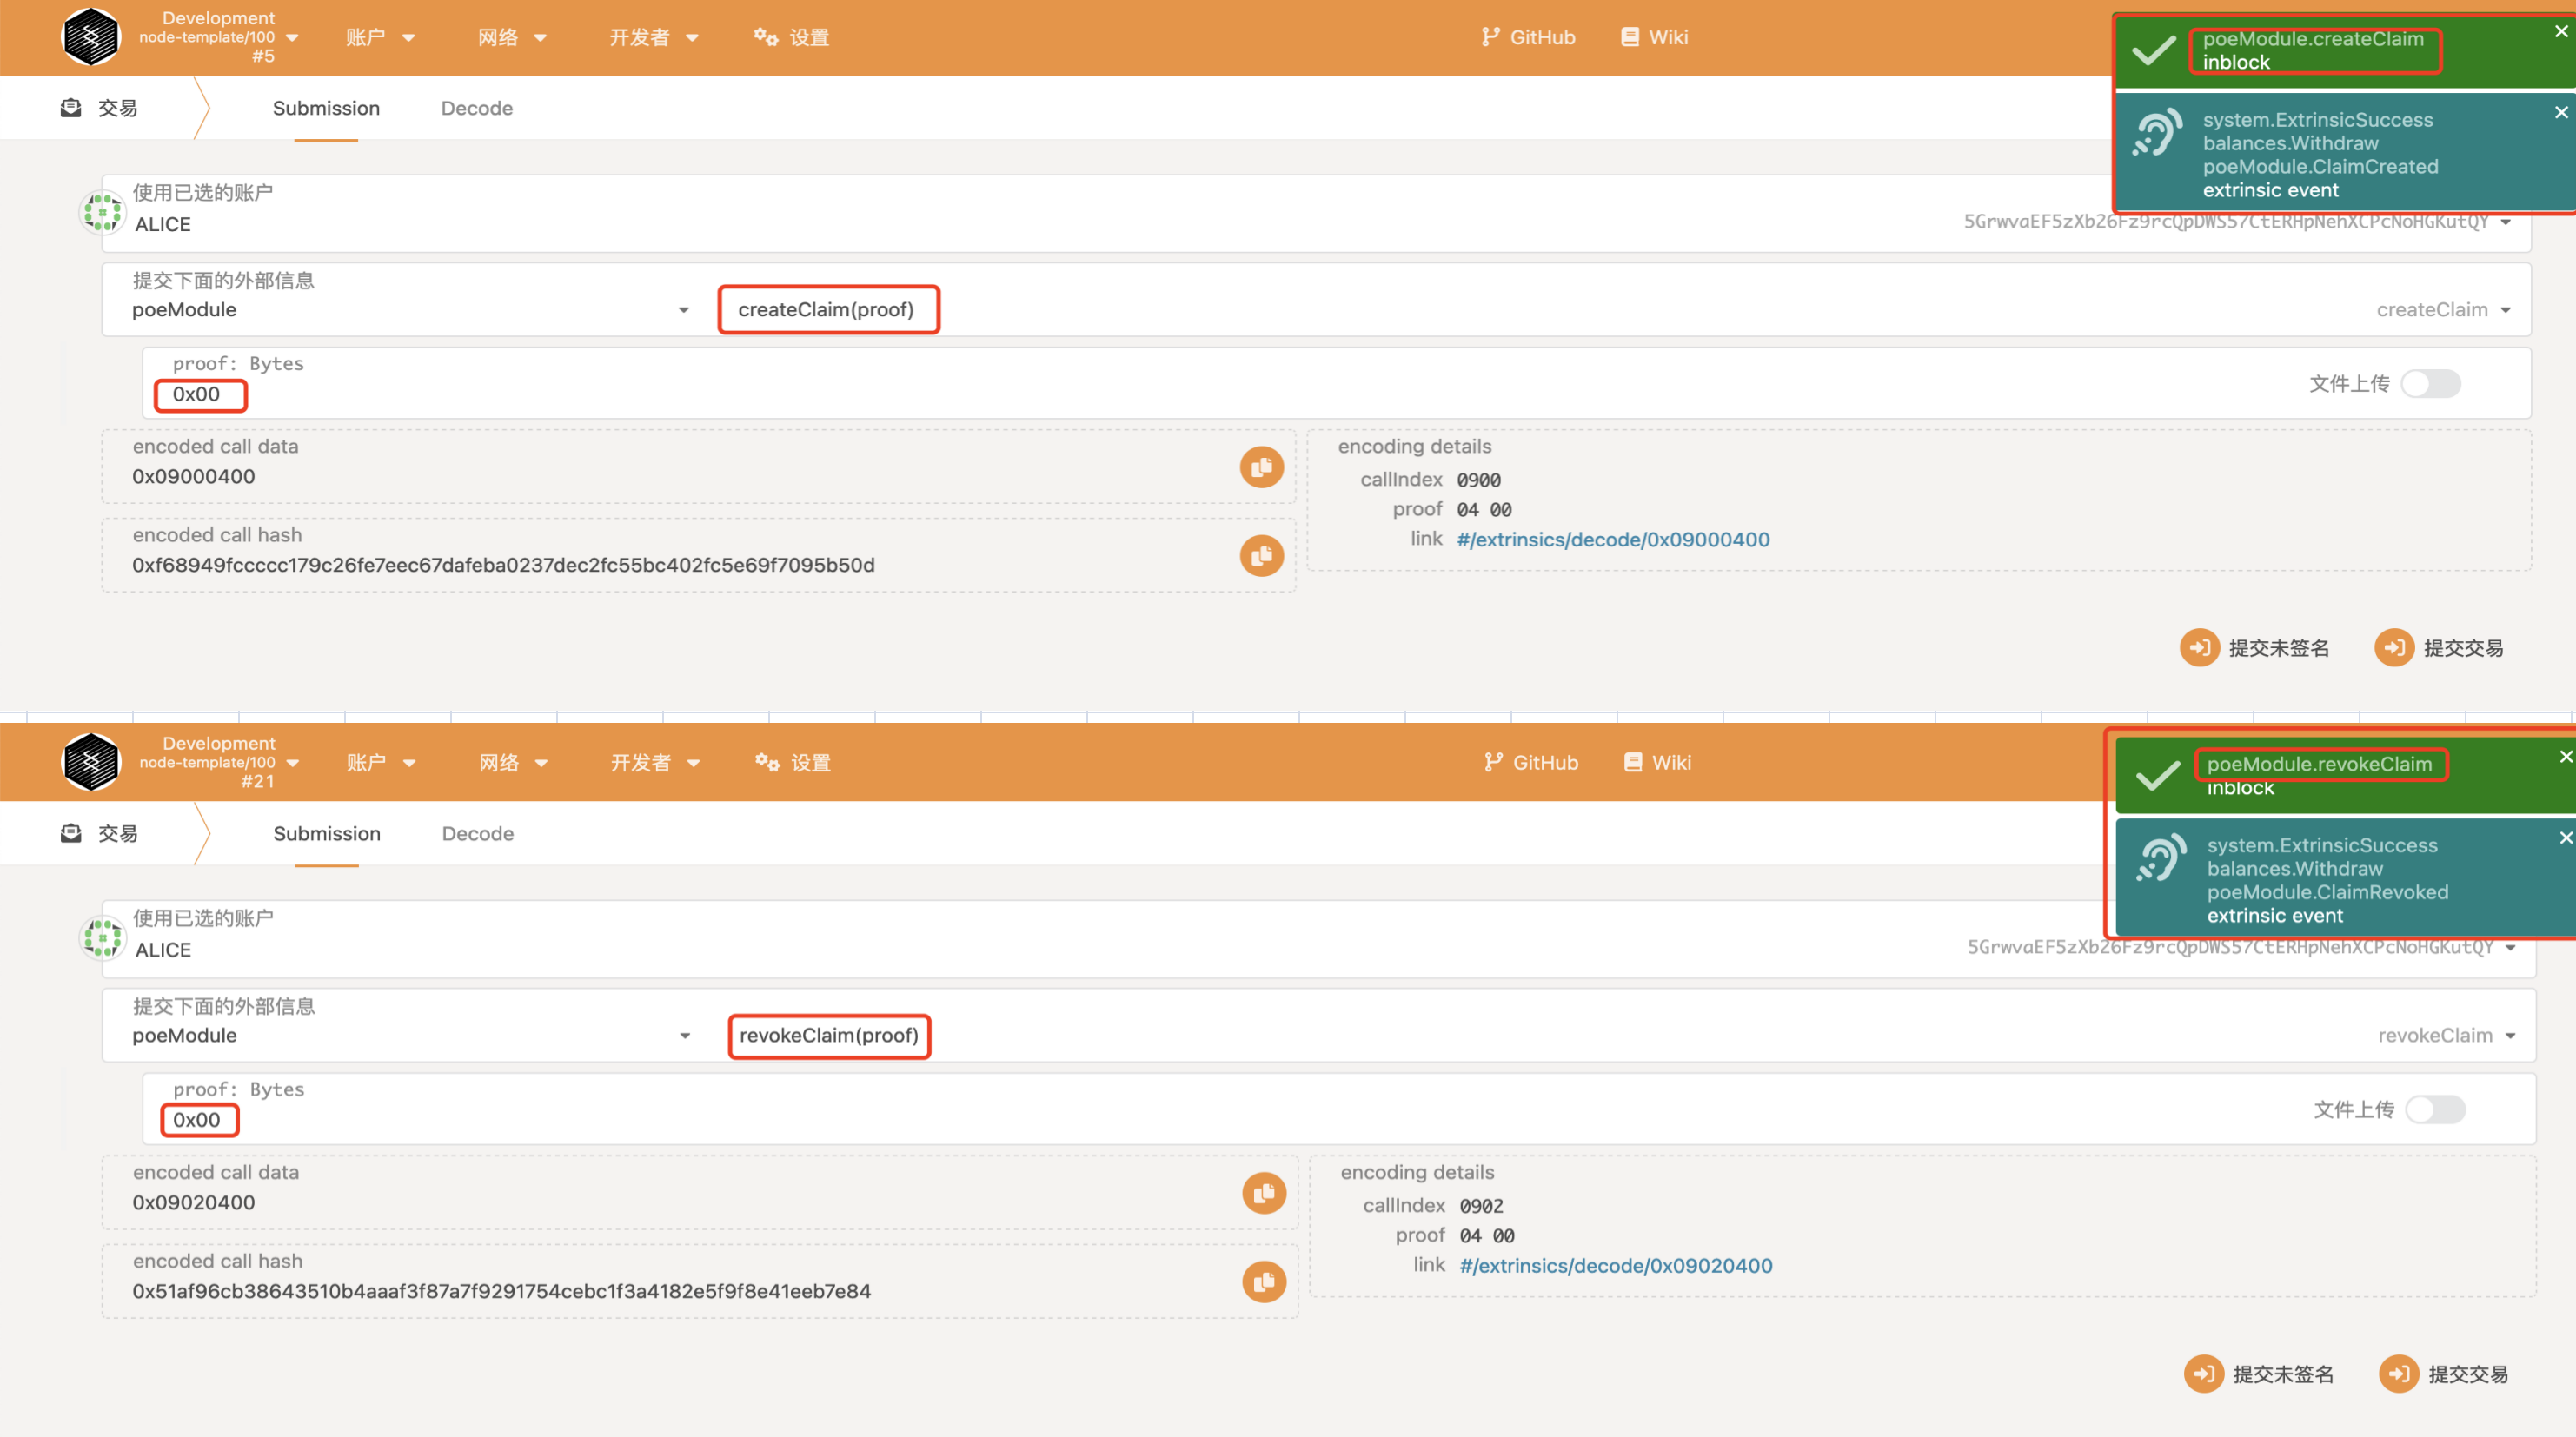 Development
node-template/100
#5
账户
网络
开发者
设置
GitHub
Wiki
poeModule.createClaim
inblock
system.ExtrinsicSuccess
balances.Withdraw
poeModule.ClaimCreated
extrinsic event
交易
Submission
Decode
使用已选的账户
ALICE
5GrwvaEF5zXb26Fz9rcQpDWS57CtERHpNehXCPcNoHGKutQY
提交下面的外部信息
poeModule
createClaim(proof)
createClaim
proof: Bytes
0x00
文件上传
encoded call data
0x09000400
encoding details
callIndex 0900
proof 04 00
link #/extrinsics/decode/0x09000400
encoded call hash
0xf68949fccccc179c26fe7eec67dafeba0237dec2fc55bc402fc5e69f7095b50d
提交未签名
提交交易
Development
node-template/100
#21
账户
网络
开发者
设置
GitHub
Wiki
poeModule.revokeClaim
inblock
system.ExtrinsicSuccess
balances.Withdraw
poeModule.ClaimRevoked
extrinsic event
交易
Submission
Decode
使用已选的账户
ALICE
5GrwvaEF5zXb26Fz9rcQpDWS57CtERHpNehXCPcNoHGKutQY
提交下面的外部信息
poeModule
revokeClaim(proof)
revokeClaim
proof: Bytes
0x00
文件上传
encoded call data
0x09020400
encoding details
callIndex 0902
proof 04 00
link #/extrinsics/decode/0x09020400
encoded call hash
0x51af96cb38643510b4aaaf3f87a7f9291754cebc1f3a4182e5f9f8e41eeb7e84
提交未签名
提交交易